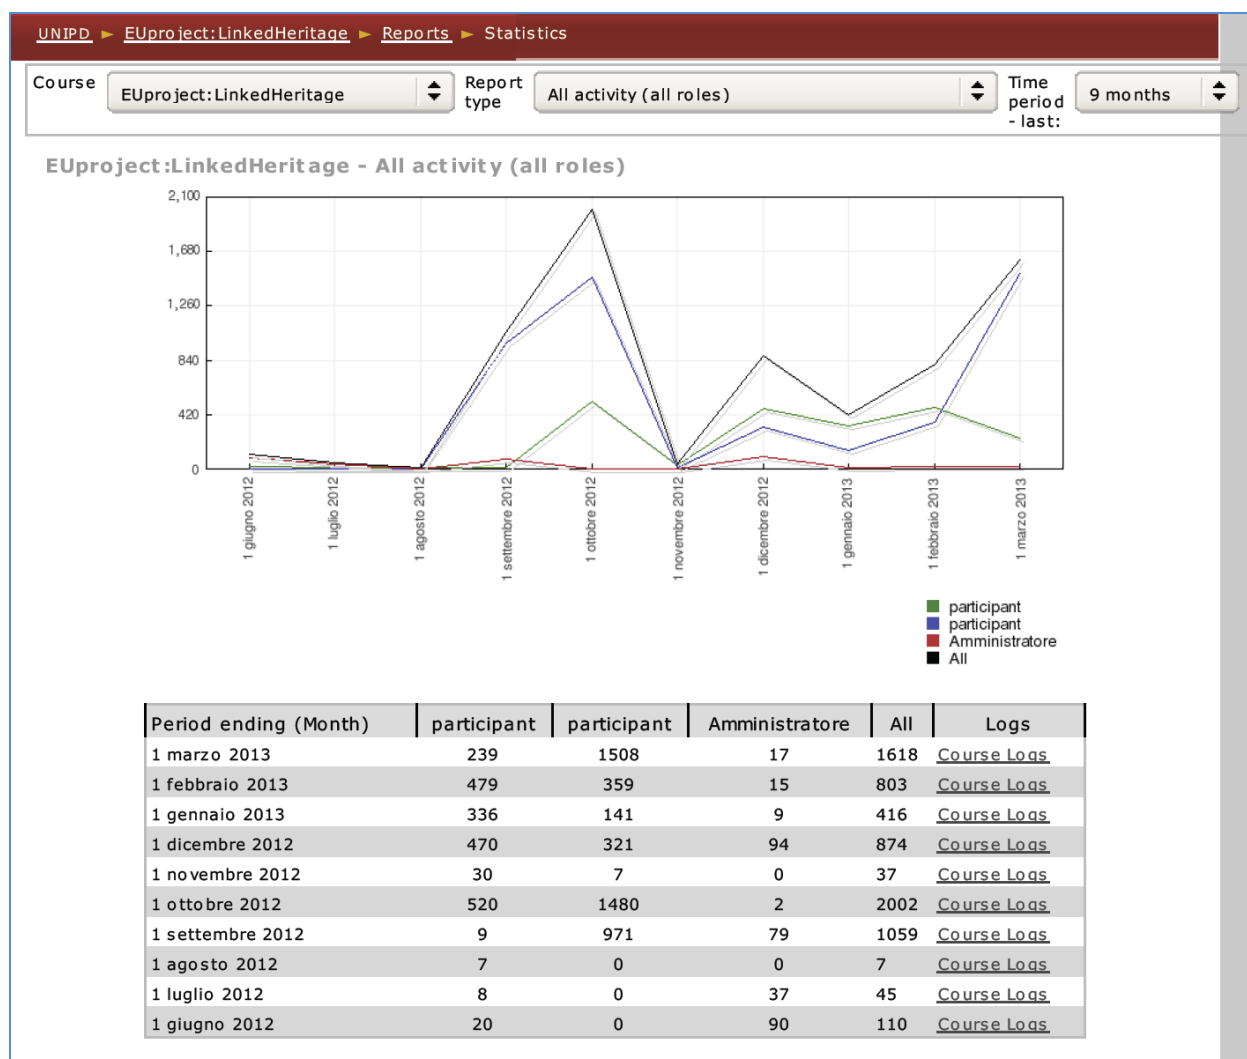 UNIPD ► EUproject:LinkedHeritage ► Reports ► Statistics
Course EUproject:LinkedHeritage Report type All activity (all roles) Time period - last: 9 months
EUproject:LinkedHeritage - All activity (all roles)
2,100
1,680
1,260
840
420
0
1 giugno 2012
1 luglio 2012
1 agosto 2012
1 settembre 2012
1 ottobre 2012
1 novembre 2012
1 dicembre 2012
1 gennaio 2013
1 febbraio 2013
1 marzo 2013
participant
participant
Amministratore
All
Period ending (Month) participant participant Amministratore All Logs
1 marzo 2013 239 1508 17 1618 Course Logs
1 febbraio 2013 479 359 15 803 Course Logs
1 gennaio 2013 336 141 9 416 Course Logs
1 dicembre 2012 470 321 94 874 Course Logs
1 novembre 2012 30 7 0 37 Course Logs
1 ottobre 2012 520 1480 2 2002 Course Logs
1 settembre 2012 9 971 79 1059 Course Logs
1 agosto 2012 7 0 0 7 Course Logs
1 luglio 2012 8 0 37 45 Course Logs
1 giugno 2012 20 0 90 110 Course Logs